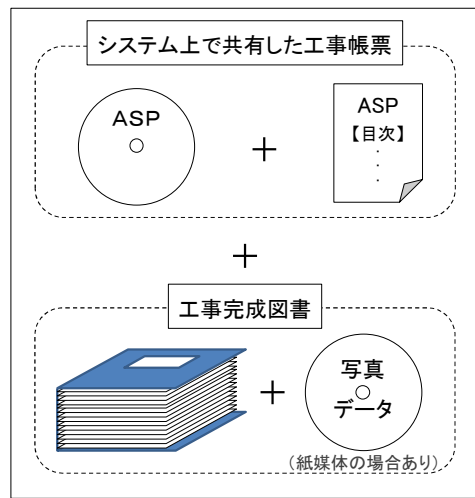 システム上で共有した工事帳票
ASP
+
ASP
【目次】
・
・
・
+
工事完成図書
+
写真
データ
(紙媒体の場合あり)